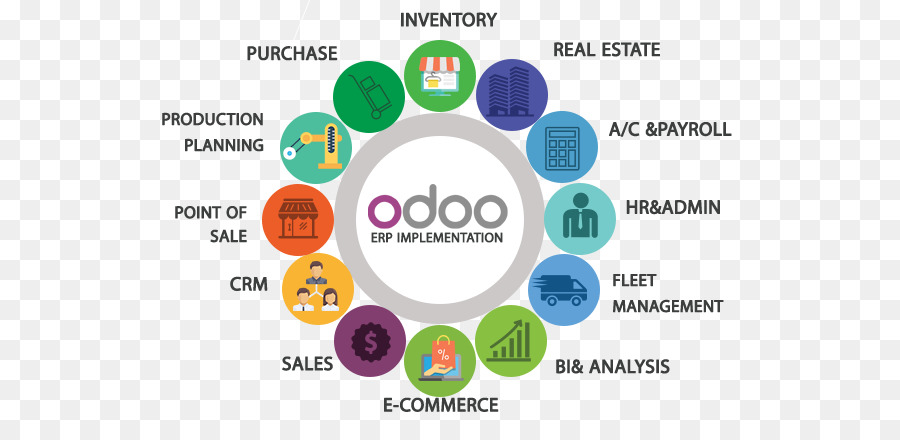 INVENTORY
PURCHASE
REAL ESTATE
PRODUCTION
PLANNING
A/C &PAYROLL
POINT OF
SALE
HR&ADMIN
odoo
ERP IMPLEMENTATION
CRM
FLEET
MANAGEMENT
$
%
SALES
BI& ANALYSIS
E-COMMERCE